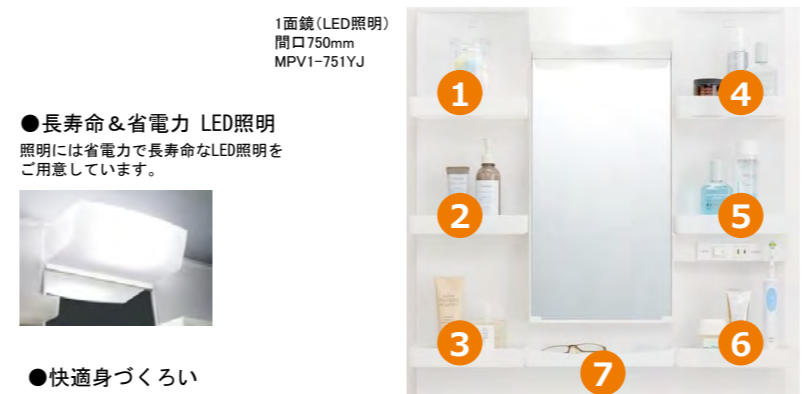 1面鏡(LED照明)
間口750mm
MPV1-751YJ
●長寿命&省電力 LED照明
照明には省電力で長寿命なLED照明を
ご用意しています。
●快適身づくろい
1
4
2
5
3
6
7